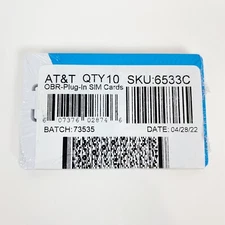 AT&T QTY10 SKU:6533C
OBR-Plug-In SIM Cards
6 07376 02874 6
BATCH: 73535 DATE: 04/28/22